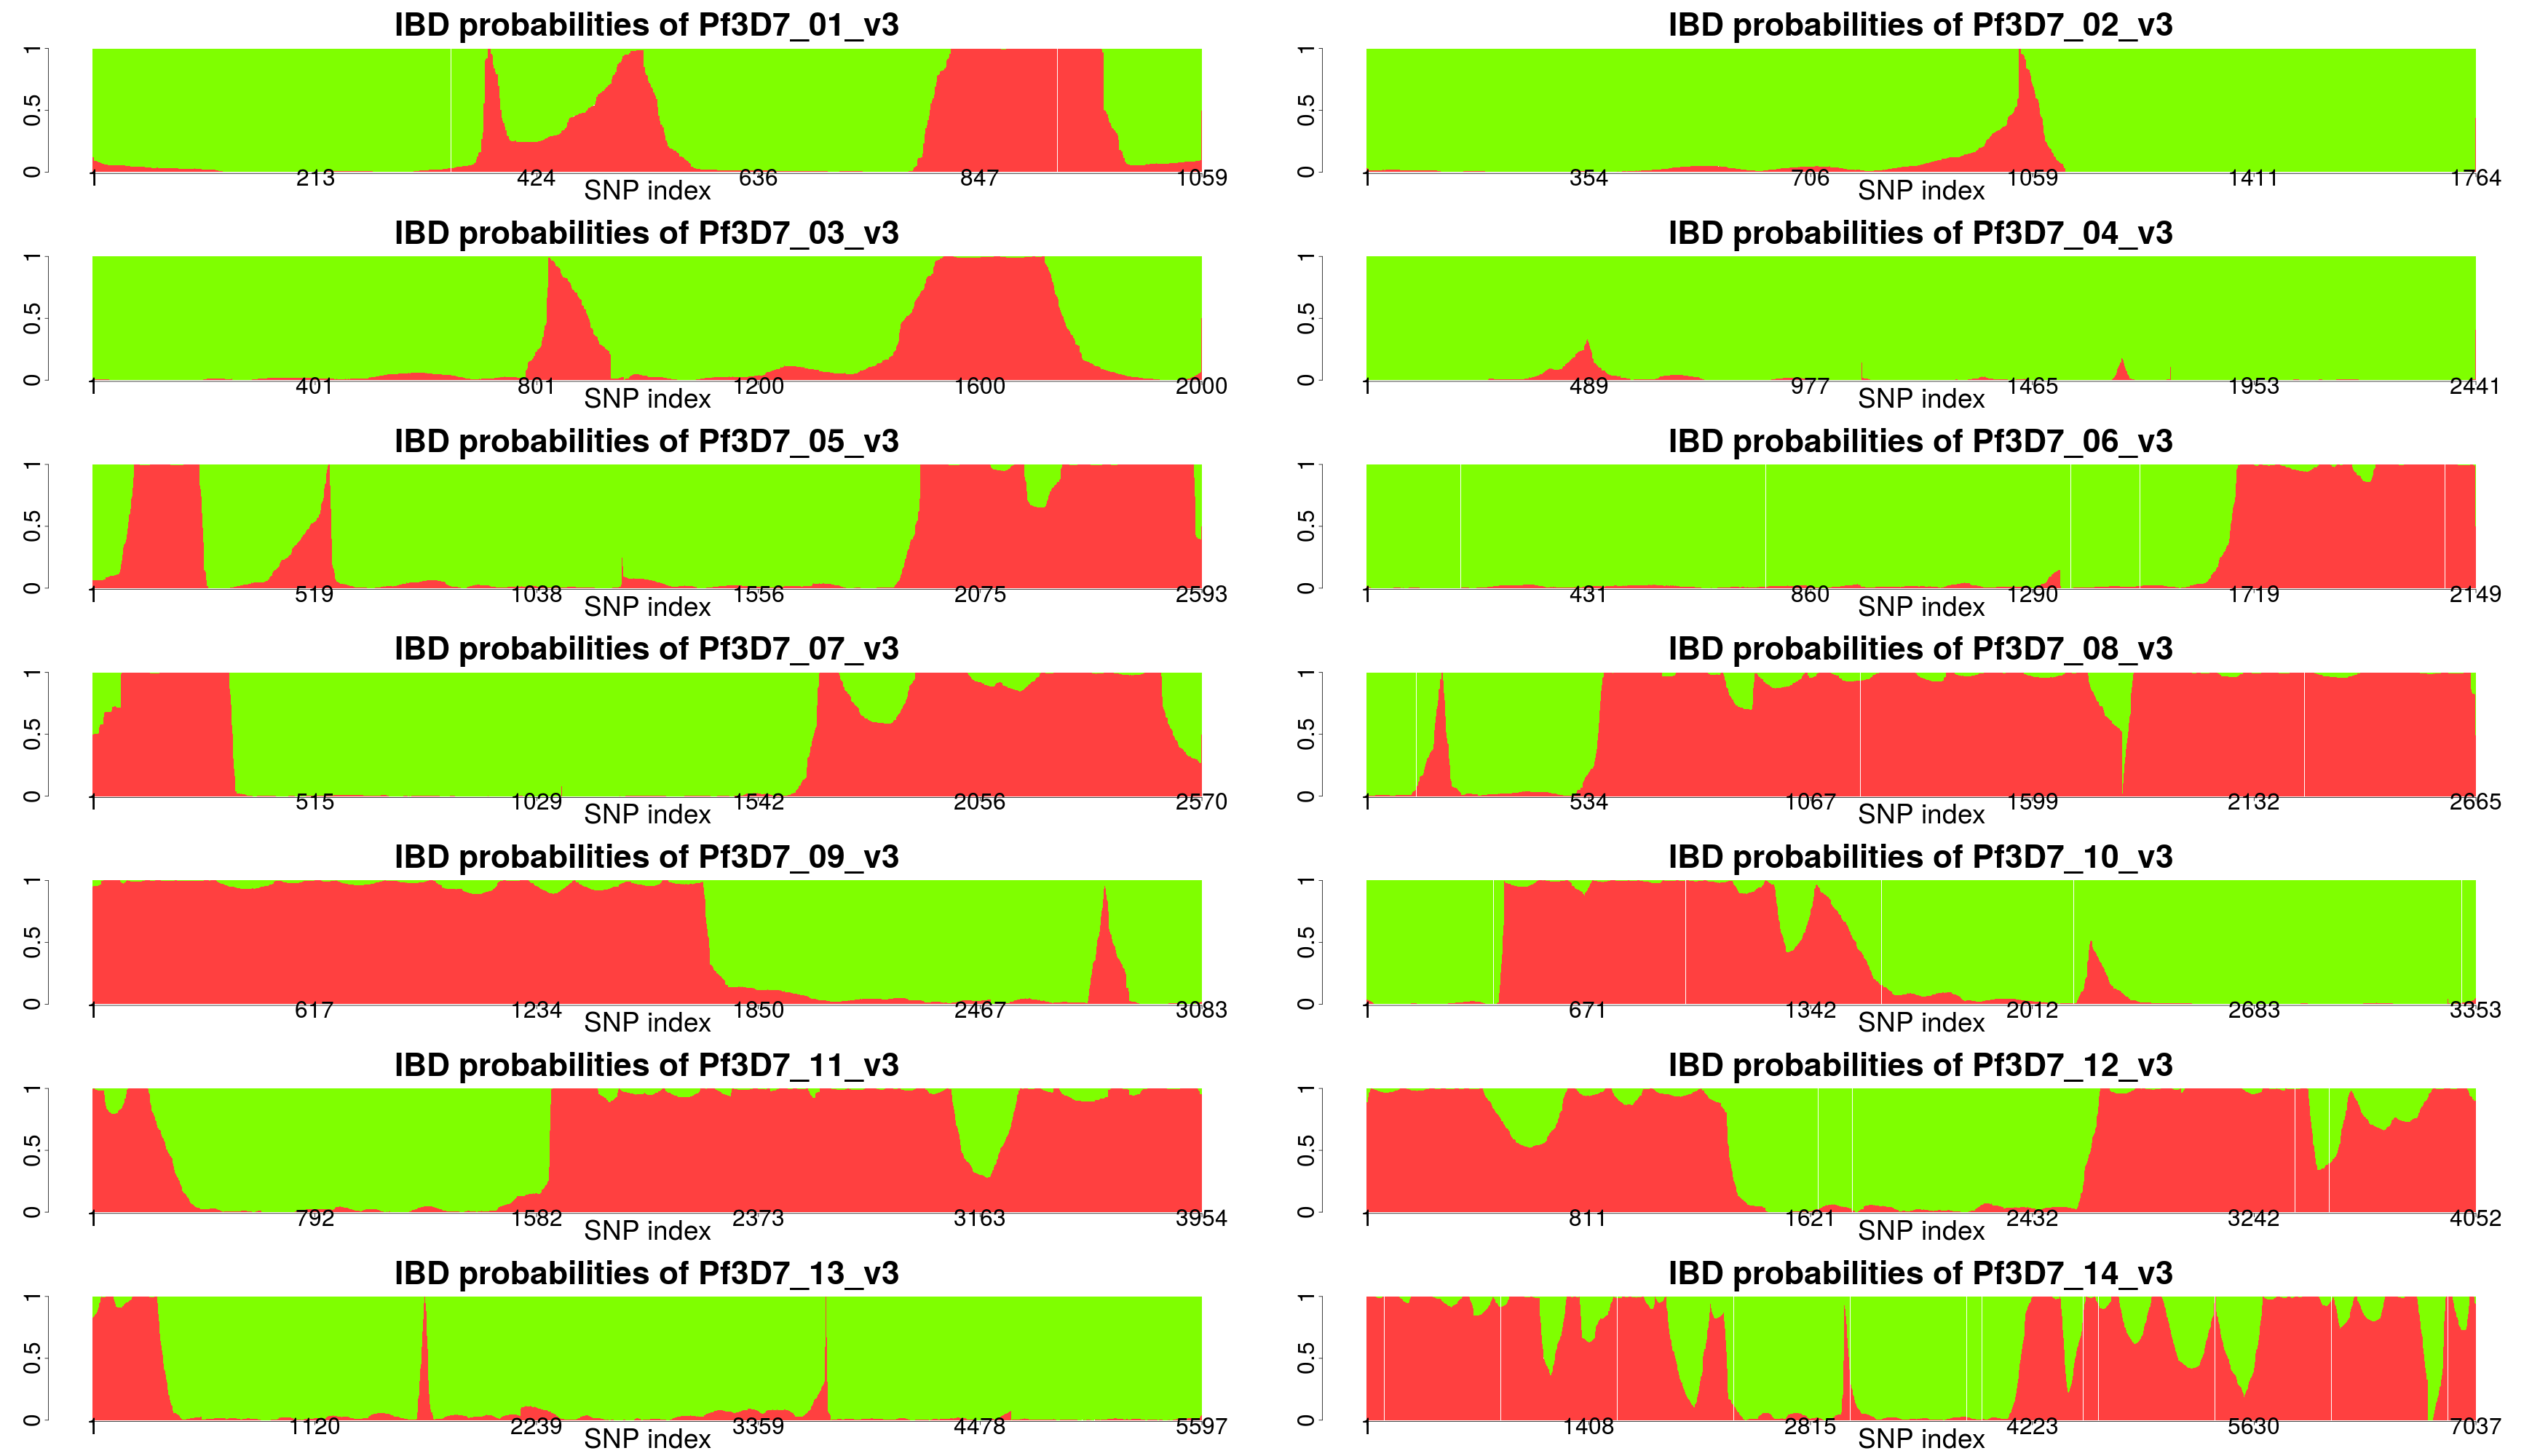 IBD probabilities of Pf3D7_01_v3
0 0.5 1
1 213 424 636 847 1059
SNP index
IBD probabilities of Pf3D7_02_v3
0 0.5 1
1 354 706 1059 1411 1764
SNP index
IBD probabilities of Pf3D7_03_v3
0 0.5 1
1 401 801 1200 1600 2000
SNP index
IBD probabilities of Pf3D7_04_v3
0 0.5 1
1 489 977 1465 1953 2441
SNP index
IBD probabilities of Pf3D7_05_v3
0 0.5 1
1 519 1038 1556 2075 2593
SNP index
IBD probabilities of Pf3D7_06_v3
0 0.5 1
1 431 860 1290 1719 2149
SNP index
IBD probabilities of Pf3D7_07_v3
0 0.5 1
1 515 1029 1542 2056 2570
SNP index
IBD probabilities of Pf3D7_08_v3
0 0.5 1
1 534 1067 1599 2132 2665
SNP index
IBD probabilities of Pf3D7_09_v3
0 0.5 1
1 617 1234 1850 2467 3083
SNP index
IBD probabilities of Pf3D7_10_v3
0 0.5 1
1 671 1342 2012 2683 3353
SNP index
IBD probabilities of Pf3D7_11_v3
0 0.5 1
1 792 1582 2373 3163 3954
SNP index
IBD probabilities of Pf3D7_12_v3
0 0.5 1
1 811 1621 2432 3242 4052
SNP index
IBD probabilities of Pf3D7_13_v3
0 0.5 1
1 1120 2239 3359 4478 5597
SNP index
IBD probabilities of Pf3D7_14_v3
0 0.5 1
1 1408 2815 4223 5630 7037
SNP index